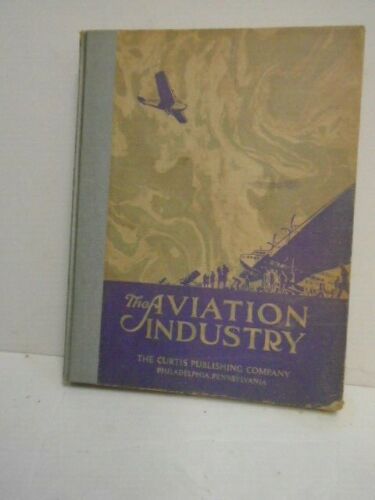 The AVIATION
INDUSTRY
THE CURTIS PUBLISHING COMPANY
PHILADELPHIA, PENNSYLVANIA